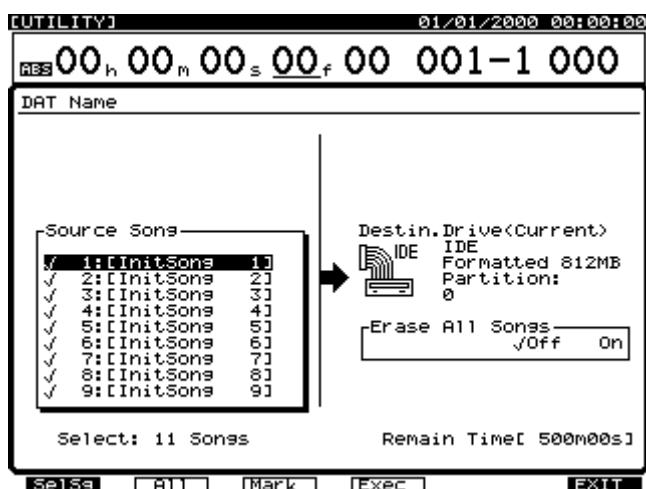 [UTILITY] 01/01/2000 00:00:00
ABS 00h 00m 00s 00f 00 001-1 000
DAT Name
Source Song
√ 1:[InitSong 1]
√ 2:[InitSong 2]
√ 3:[InitSong 3]
√ 4:[InitSong 4]
√ 5:[InitSong 5]
√ 6:[InitSong 6]
√ 7:[InitSong 7]
√ 8:[InitSong 8]
√ 9:[InitSong 9]
Select: 11 Songs
Destin.Drive(Current)
IDE
IDE
Formatted 812MB
Partition:
0
Erase All Songs
√Off On
Remain Time[ 500m00s]
SelSg All Mark Exec EXIT